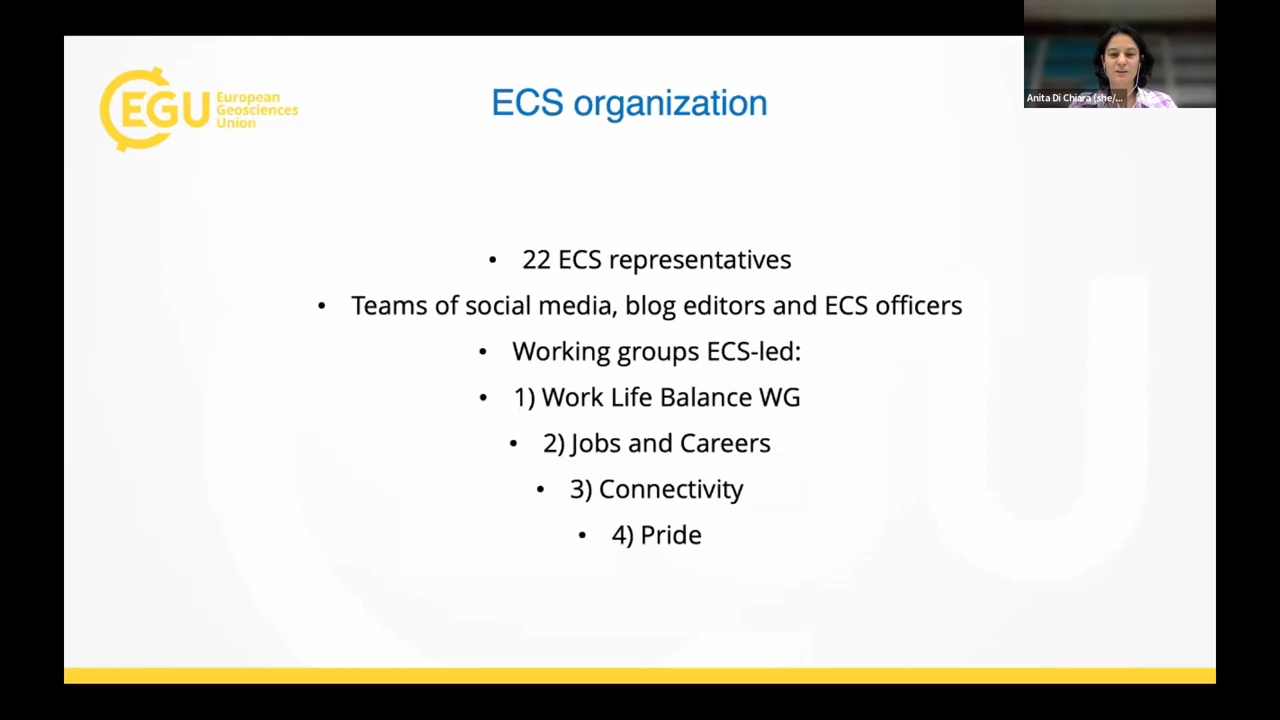 EGU
European
Geosciences
Union
ECS organization
Anita Di Chiara (she/...
• 22 ECS representatives
• Teams of social media, blog editors and ECS officers
• Working groups ECS-led:
• 1) Work Life Balance WG
• 2) Jobs and Careers
• 3) Connectivity
• 4) Pride